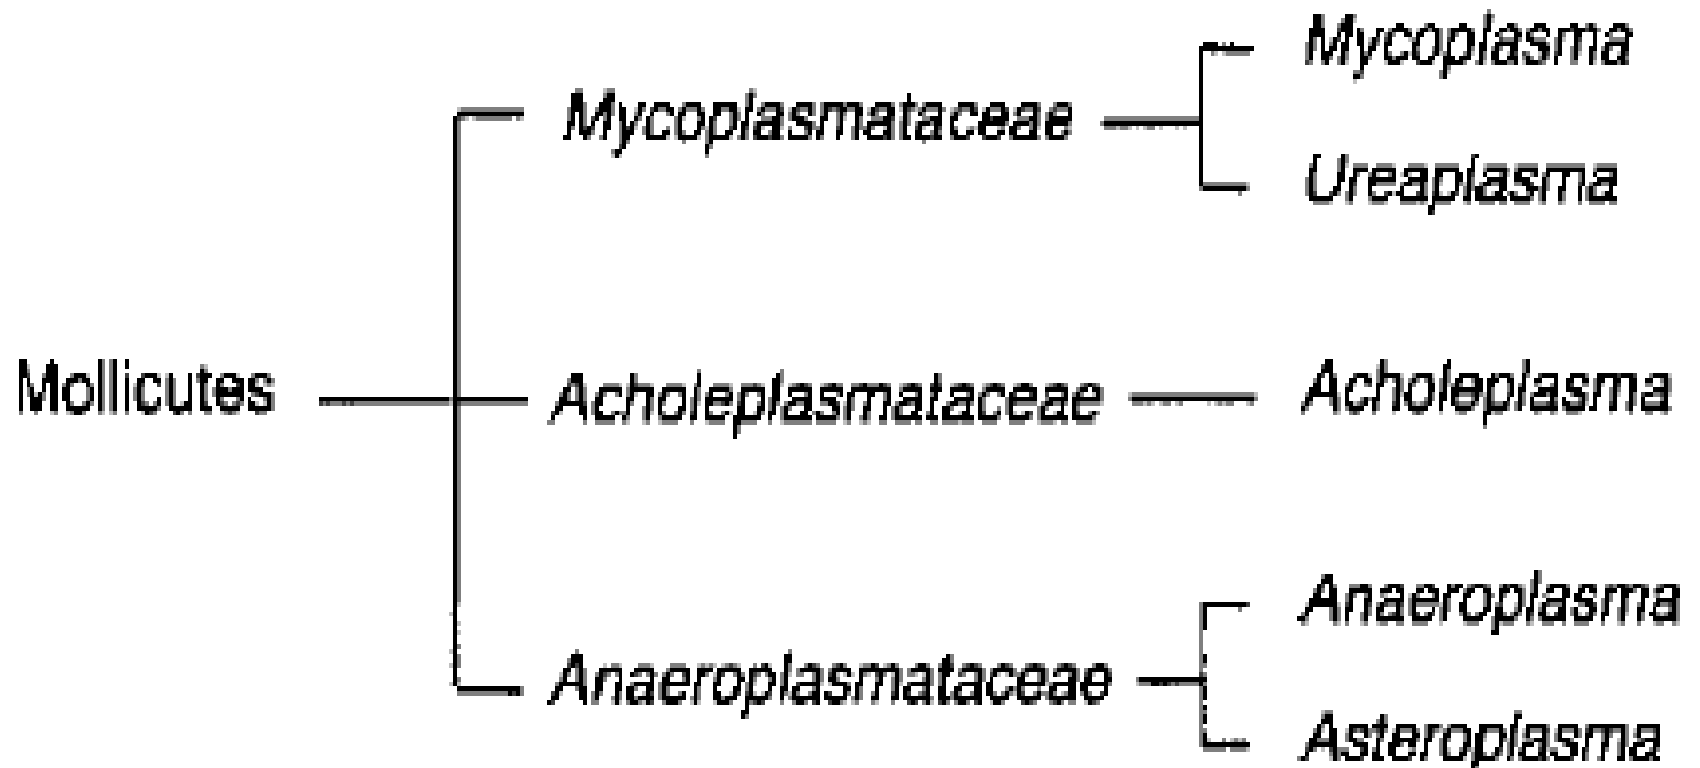 Mycoplasma
Mycoplasmataceae
Ureaplasma
Mollicutes
Acholeplasmataceae
Acholeplasma
Anaeroplasma
Anaeroplasmataceae
Asteroplasma